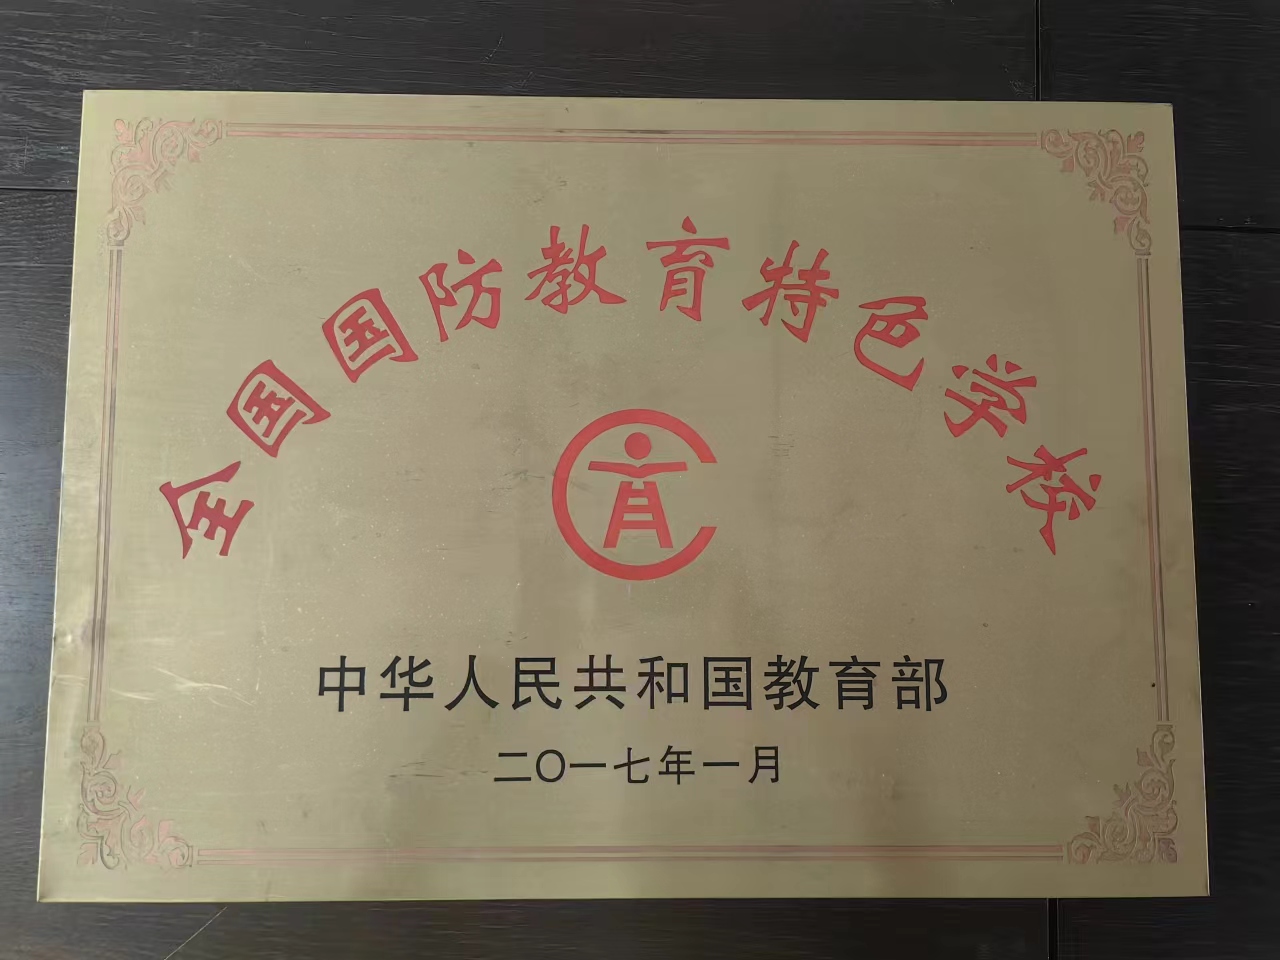 全国国防教育特色学校
中华人民共和国教育部
二〇一七年一月